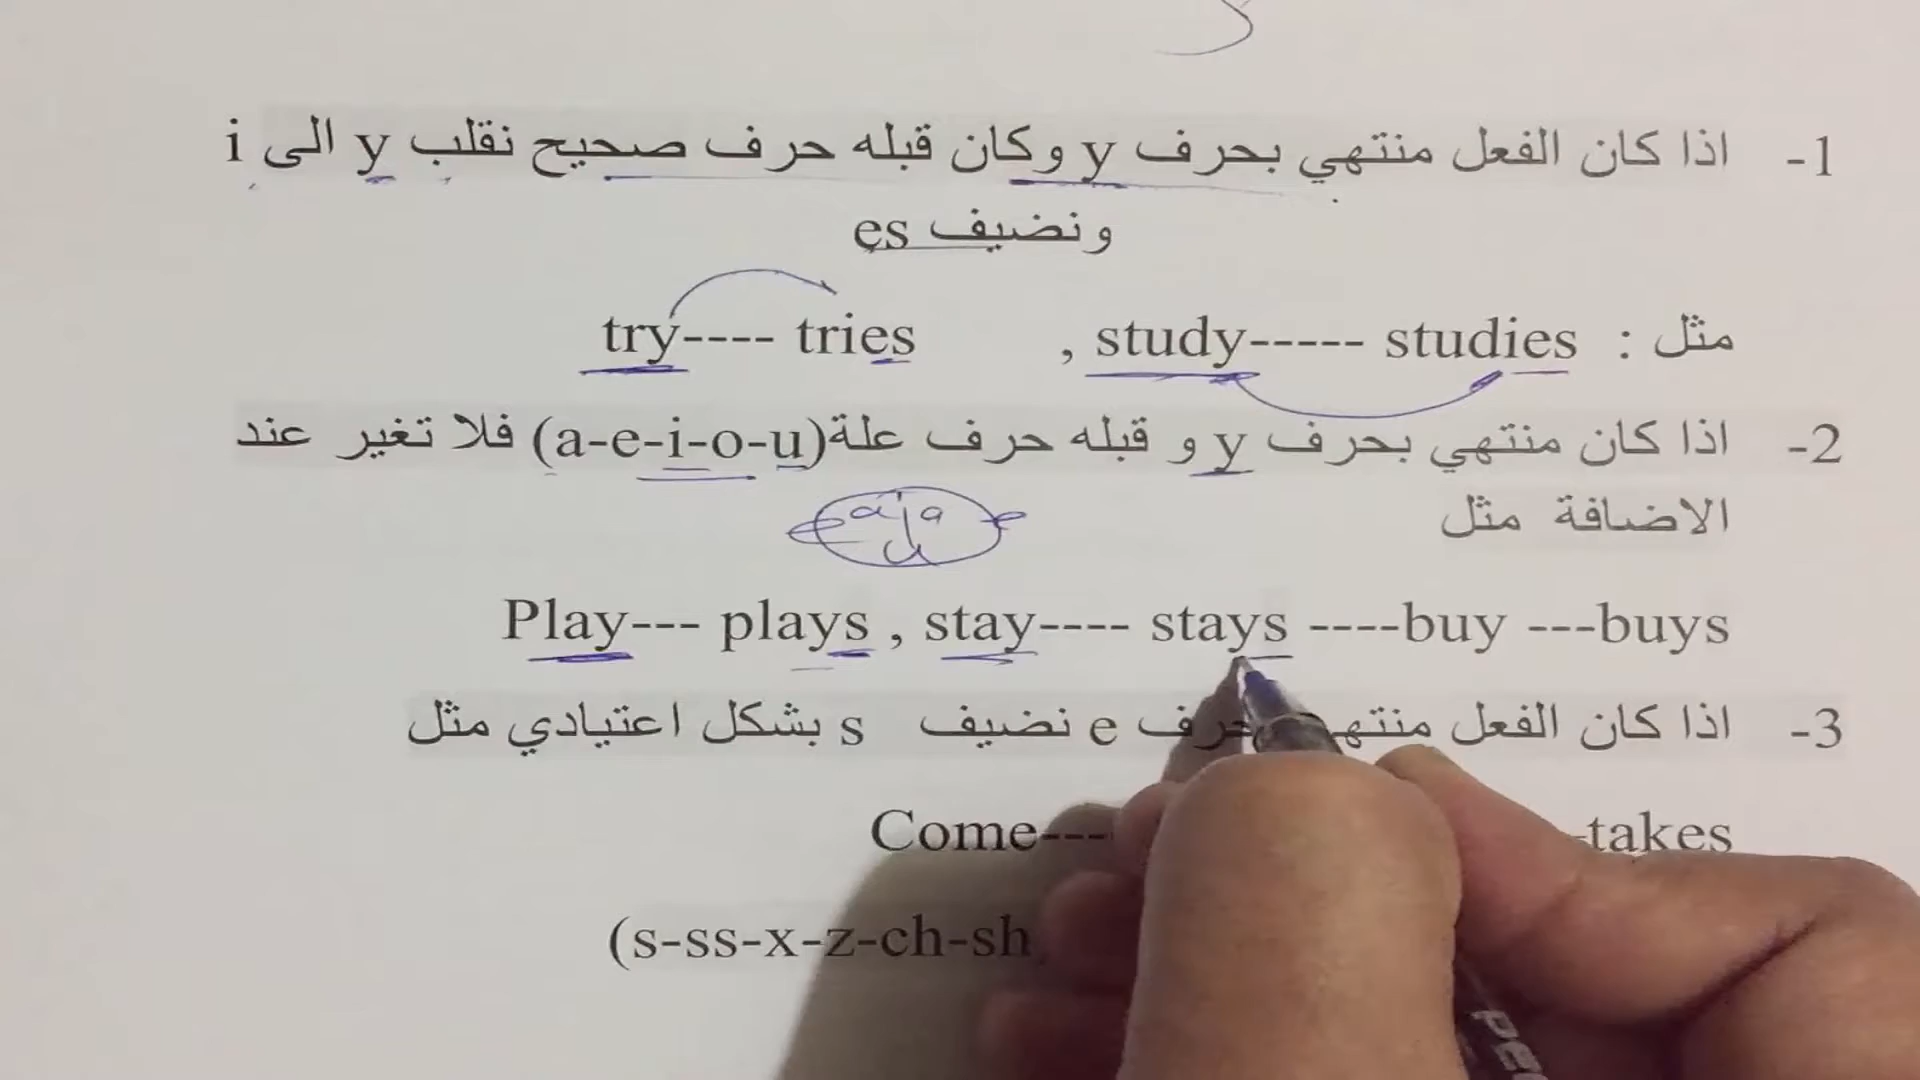 1- اذا كان الفعل منتهي بحرف y وكان قبله حرف صحيح نقلب y الى i
ونضيف es
مثل : study----- studies , try---- tries
2- اذا كان منتهي بحرف y و قبله حرف علة(a-e-i-o-u) فلا تغير عند
الاضافة مثل
Play--- plays , stay---- stays ----buy ---buys
3- اذا كان الفعل منتهي حرف e نضيف s بشكل اعتيادي مثل
Come--- -takes
(s-ss-x-z-ch-sh